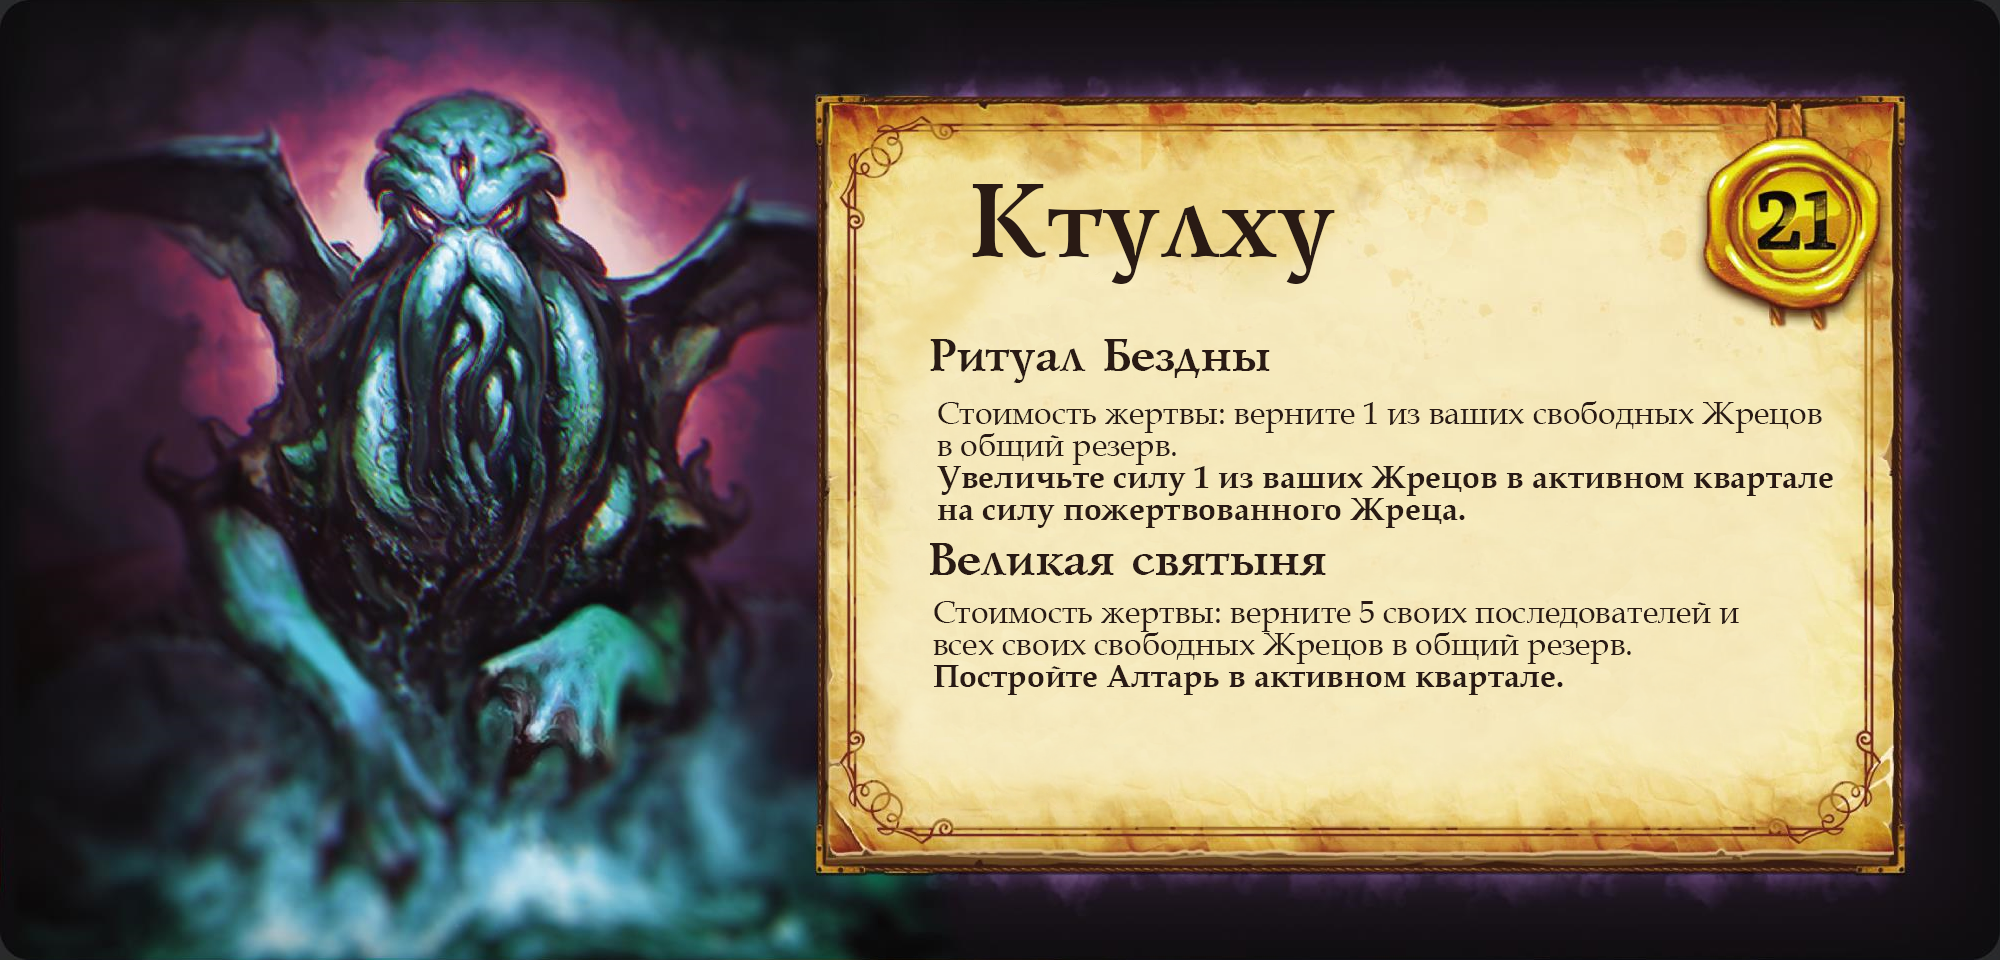 Ктулху
21
Ритуал Бездны
Стоимость жертвы: верните 1 из ваших свободных Жрецов
в общий резерв.
Увеличьте силу 1 из ваших Жрецов в активном квартале
на силу пожертвованного Жреца.
Великая святыня
Стоимость жертвы: верните 5 своих последователей и
всех своих свободных Жрецов в общий резерв.
Постройте Алтарь в активном квартале.